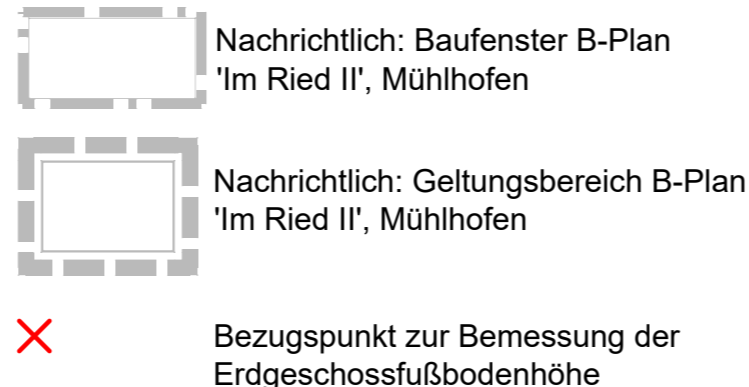 Nachrichtlich: Baufenster B-Plan
'Im Ried II', Mühlhofen
Nachrichtlich: Geltungsbereich B-Plan
'Im Ried II', Mühlhofen
Bezugspunkt zur Bemessung der
Erdgeschossfußbodenhöhe